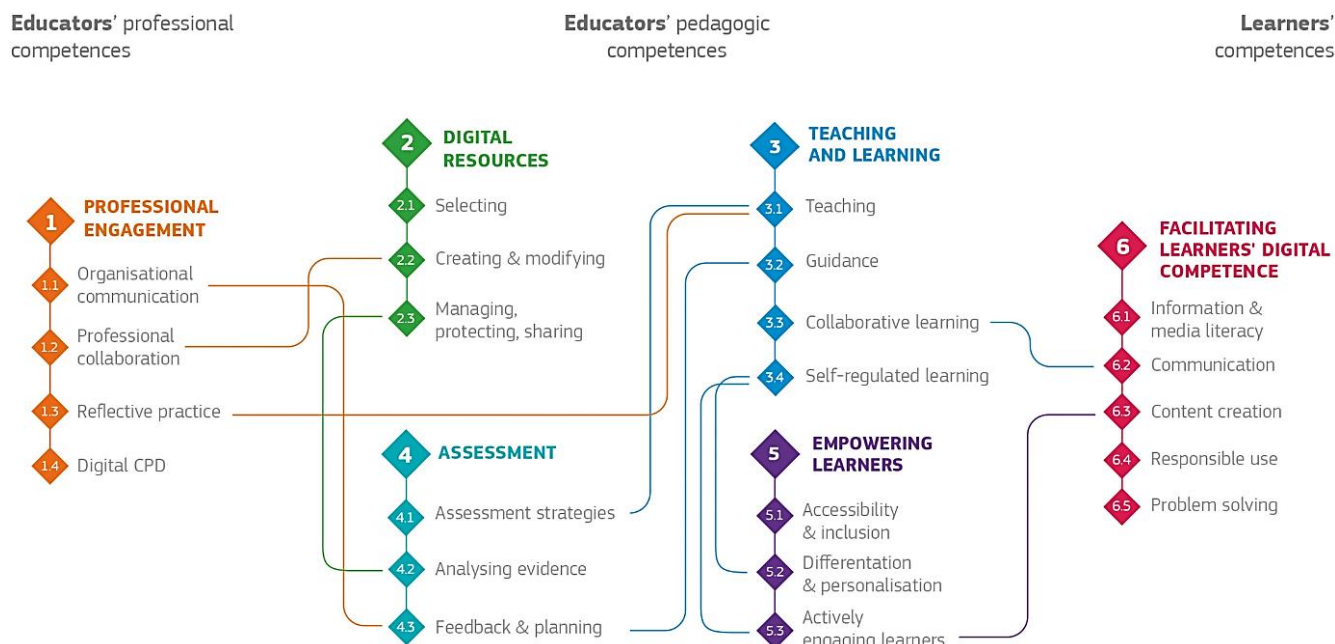 Educators' professional
competences
Educators' pedagogic
competences
Learners'
competences
1
PROFESSIONAL
ENGAGEMENT
1.1
Organisational
communication
1.2
Professional
collaboration
1.3
Reflective practice
1.4
Digital CPD
2
DIGITAL
RESOURCES
2.1
Selecting
2.2
Creating & modifying
2.3
Managing,
protecting, sharing
3
TEACHING
AND LEARNING
3.1
Teaching
3.2
Guidance
3.3
Collaborative learning
3.4
Self-regulated learning
4
ASSESSMENT
4.1
Assessment strategies
4.2
Analysing evidence
4.3
Feedback & planning
5
EMPOWERING
LEARNERS
5.1
Accessibility
& inclusion
5.2
Differentation
& personalisation
5.3
Actively
engaging learners
6
FACILITATING
LEARNERS' DIGITAL
COMPETENCE
6.1
Information &
media literacy
6.2
Communication
6.3
Content creation
6.4
Responsible use
6.5
Problem solving